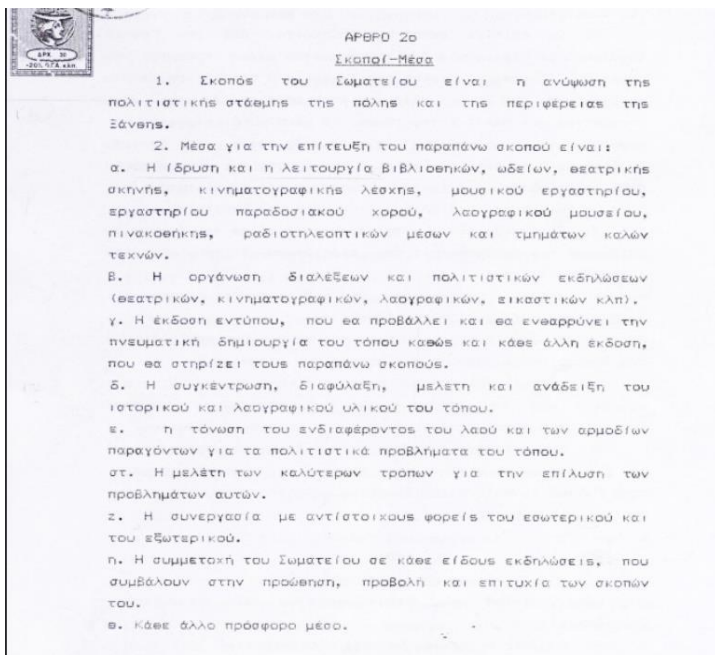 ΔΡΧ. 30
ΑΡΘΡΟ 2ο
Σκοποί-Μέσα
1. Σκοπός του Σωματείου είναι η ανύψωση της
πολιτιστικής στάθμης της πόλης και της περιφέρειας της
Ξάνθης.
2. Μέσα για την επίτευξη του παραπάνω σκοπού είναι:
α. Η ίδρυση και η λειτουργία βιβλιοθηκών, ωδείων, θεατρικής
σκηνής, κινηματογραφικής λέσχης, μουσικού εργαστηρίου,
εργαστηρίου παραδοσιακού χορού, λαογραφικού μουσείου,
πινακοθήκης, ραδιοτηλεοπτικών μέσων και τμημάτων καλών
τεχνών.
β. Η οργάνωση διαλέξεων και πολιτιστικών εκδηλώσεων
(θεατρικών, κινηματογραφικών, λαογραφικών, εικαστικών κλπ).
γ. Η έκδοση εντύπου, που θα προβάλλει και θα ενθαρρύνει την
πνευματική δημιουργία του τόπου καθώς και κάθε άλλη έκδοση,
που θα στηρίζει τους παραπάνω σκοπούς.
δ. Η συγκέντρωση, διαφύλαξη, μελέτη και ανάδειξη του
ιστορικού και λαογραφικού υλικού του τόπου.
ε. η τόνωση του ενδιαφέροντος του λαού και των αρμοδίων
παραγόντων για τα πολιτιστικά προβλήματα του τόπου.
στ. Η μελέτη των καλύτερων τρόπων για την επίλυση των
προβλημάτων αυτών.
ζ. Η συνεργασία με αντίστοιχους φορείς του εσωτερικού και
του εξωτερικού.
η. Η συμμετοχή του Σωματείου σε κάθε είδους εκδηλώσεις, που
συμβάλουν στην προώθηση, προβολή και επιτυχία των σκοπών
του.
θ. Κάθε άλλο πρόσφορο μέσο.